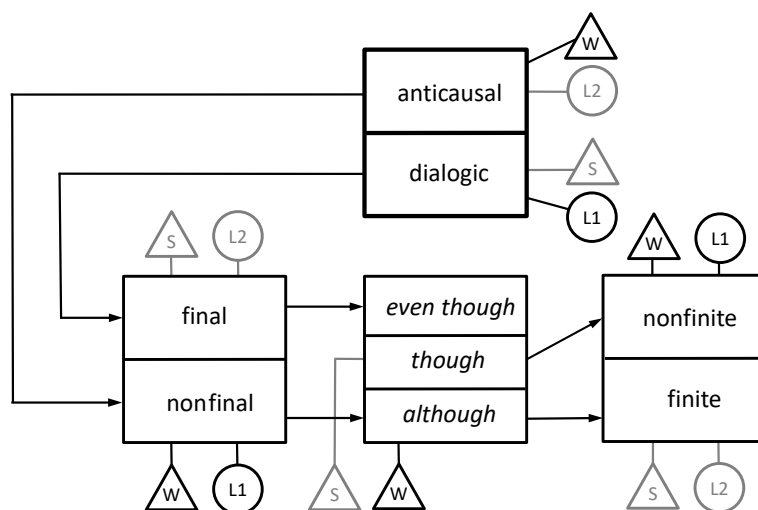 W
anticausal
L2
dialogic
S
L1
S
L2
W
L1
final
even though
nonfinite
though
nonfinal
although
finite
W
L1
S
W
S
L2